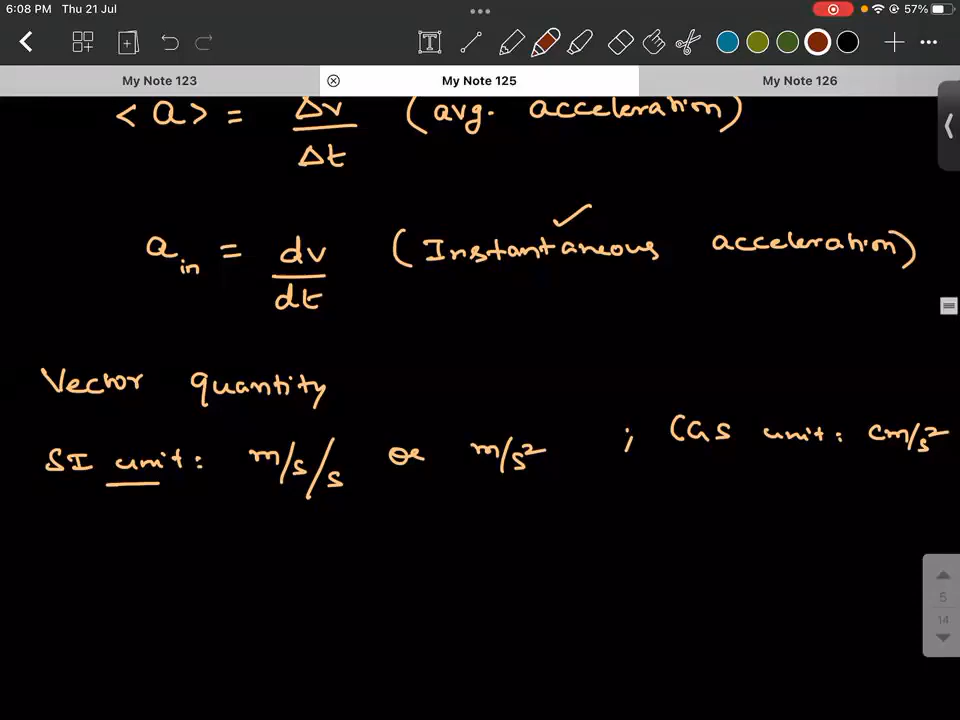 6:08 PM Thu 21 Jul
57%
My Note 123
My Note 125
My Note 126
<a> = Δv/Δt (avg. acceleration)
a_in = dv/dt (Instantaneous acceleration)
Vector quantity
SI unit: m/s/s or m/s² ; CGS unit: cm/s²
5
14